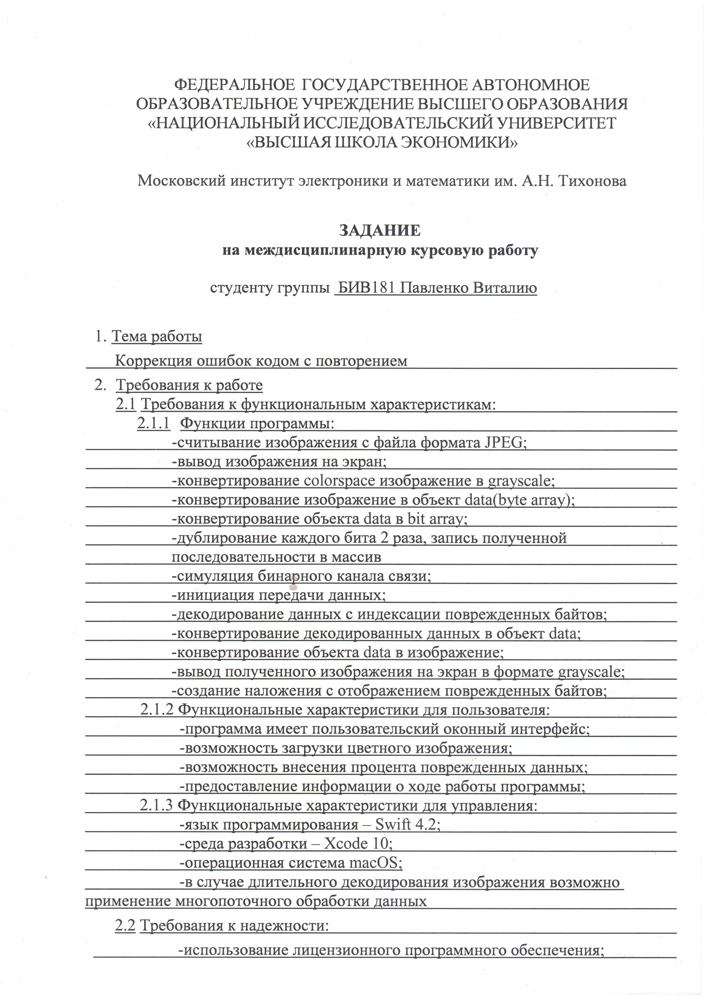 ФЕДЕРАЛЬНОЕ ГОСУДАРСТВЕННОЕ АВТОНОМНОЕ
ОБРАЗОВАТЕЛЬНОЕ УЧРЕЖДЕНИЕ ВЫСШЕГО ОБРАЗОВАНИЯ
«НАЦИОНАЛЬНЫЙ ИССЛЕДОВАТЕЛЬСКИЙ УНИВЕРСИТЕТ
«ВЫСШАЯ ШКОЛА ЭКОНОМИКИ»
Московский институт электроники и математики им. А.Н. Тихонова
ЗАДАНИЕ
на междисциплинарную курсовую работу
студенту группы БИВ181 Павленко Виталию
1. Тема работы
Коррекция ошибок кодом с повторением
2. Требования к работе
2.1 Требования к функциональным характеристикам:
2.1.1 Функции программы:
-считывание изображения с файла формата JPEG;
-вывод изображения на экран;
-конвертирование colorspace изображение в grayscale;
-конвертирование изображение в объект data(byte array);
-конвертирование объекта data в bit array;
-дублирование каждого бита 2 раза, запись полученной
последовательности в массив
-симуляция бинарного канала связи;
-инициация передачи данных;
-декодирование данных с индексации поврежденных байтов;
-конвертирование декодированных данных в объект data;
-конвертирование объекта data в изображение;
-вывод полученного изображения на экран в формате grayscale;
-создание наложения с отображением поврежденных байтов;
2.1.2 Функциональные характеристики для пользователя:
-программа имеет пользовательский оконный интерфейс;
-возможность загрузки цветного изображения;
-возможность внесения процента поврежденных данных;
-предоставление информации о ходе работы программы;
2.1.3 Функциональные характеристики для управления:
-язык программирования – Swift 4.2;
-среда разработки – Xcode 10;
-операционная система macOS;
-в случае длительного декодирования изображения возможно
применение многопоточного обработки данных
2.2 Требования к надежности:
-использование лицензионного программного обеспечения;